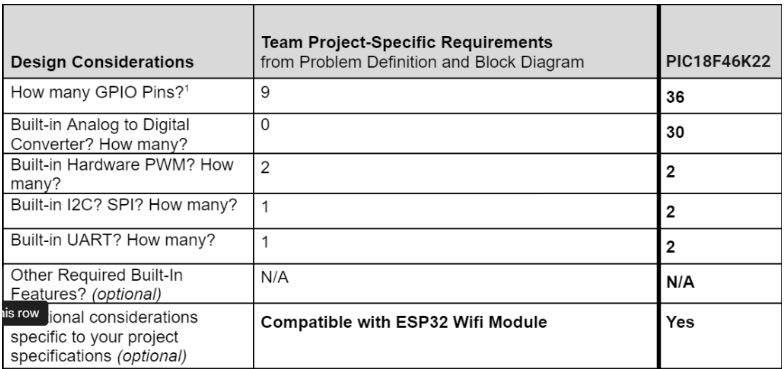 Design Considerations
Team Project-Specific Requirements
from Problem Definition and Block Diagram
PIC18F46K22
How many GPIO Pins?¹
9
36
Built-in Analog to Digital
Converter? How many?
0
30
Built-in Hardware PWM? How
many?
2
2
Built-in I2C? SPI? How many?
1
2
Built-in UART? How many?
1
2
Other Required Built-In
Features? (optional)
N/A
N/A
his row
ional considerations
specific to your project
specifications (optional)
Compatible with ESP32 Wifi Module
Yes